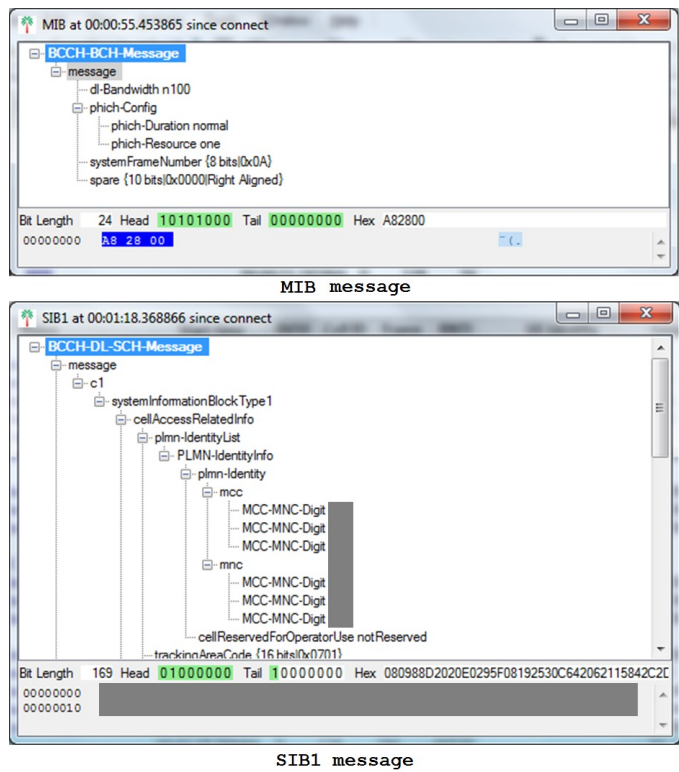 MIB at 00:00:55.453865 since connect
BCCH-BCH-Message
message
dl-Bandwidth n100
phich-Config
phich-Duration normal
phich-Resource one
systemFrameNumber {8 bits|0x0A}
spare {10 bits|0x0000|Right Aligned}
Bit Length 24 Head 10101000 Tail 00000000 Hex A82800
00000000 A8 28 00 ¨(.
MIB message
SIB1 at 00:01:18.368866 since connect
BCCH-DL-SCH-Message
message
c1
systemInformationBlockType1
cellAccessRelatedInfo
plmn-IdentityList
PLMN-IdentityInfo
plmn-Identity
mcc
MCC-MNC-Digit
MCC-MNC-Digit
MCC-MNC-Digit
mnc
MCC-MNC-Digit
MCC-MNC-Digit
MCC-MNC-Digit
cellReservedForOperatorUse notReserved
trackingAreaCode {16 bits|0x0701}
Bit Length 169 Head 01000000 Tail 10000000 Hex 080988D2020E0295F08192530C642062115842C2D
00000000
00000010
SIB1 message